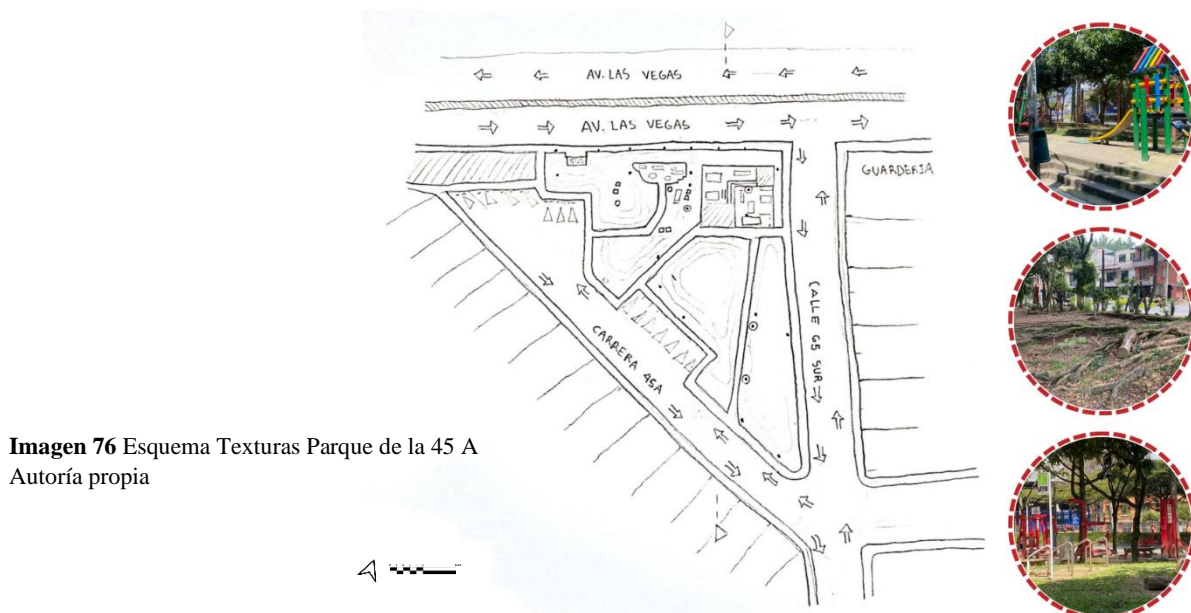 AV. LAS VEGAS
AV. LAS VEGAS
GUARDERIA
CALLE 65 SUR
CARRERA 45A
Imagen 76 Esquema Texturas Parque de la 45 A
Autoría propia